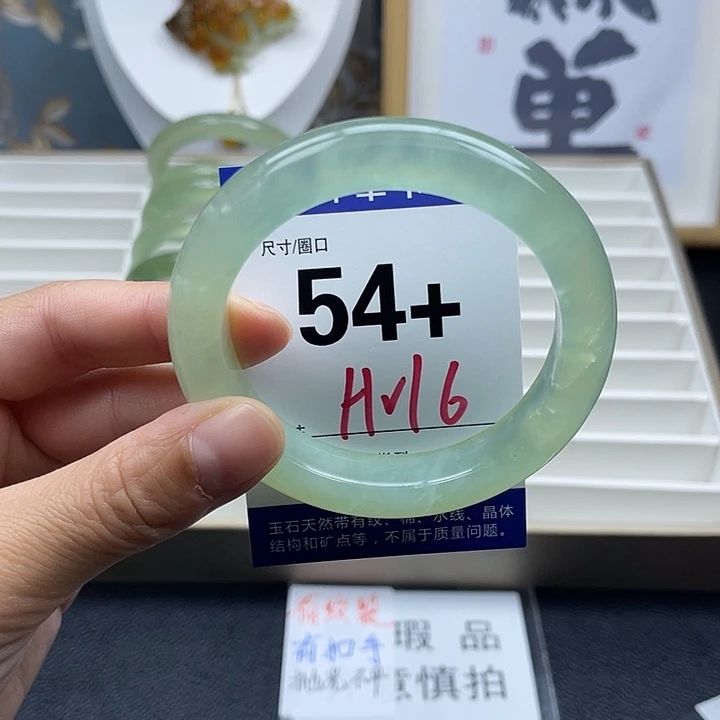 尺寸/圈口
54+
Hv16
玉石天然带有纹、棉、水线、晶体
结构和矿点等，不属于质量问题。
有纹裂
有扣手
瑕品
慎拍